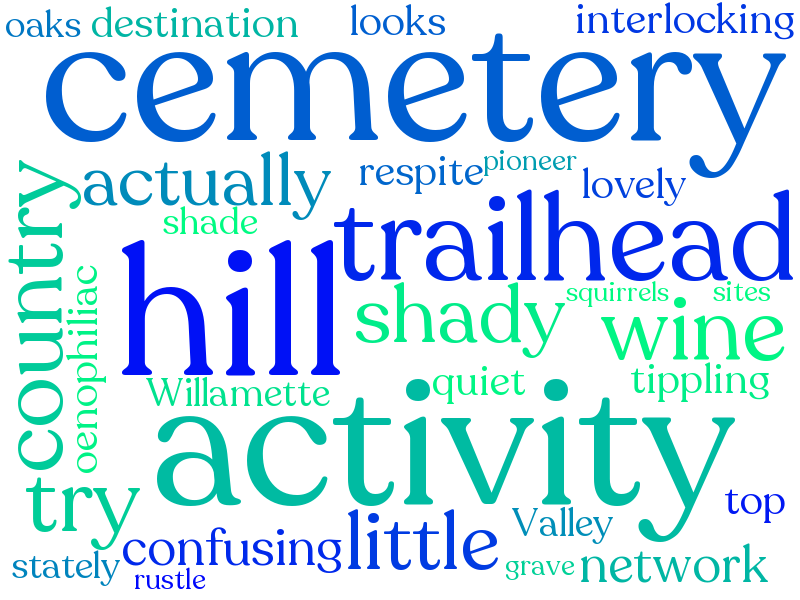 oaks
destination
looks
interlocking
cemetery
actually
respite
pioneer
lovely
country
shade
trailhead
hill
oenophiliac
shady
squirrels
sites
wine
Willamette
quiet
tippling
activity
try
top
confusing
little
Valley
stately
rustle
grave
network